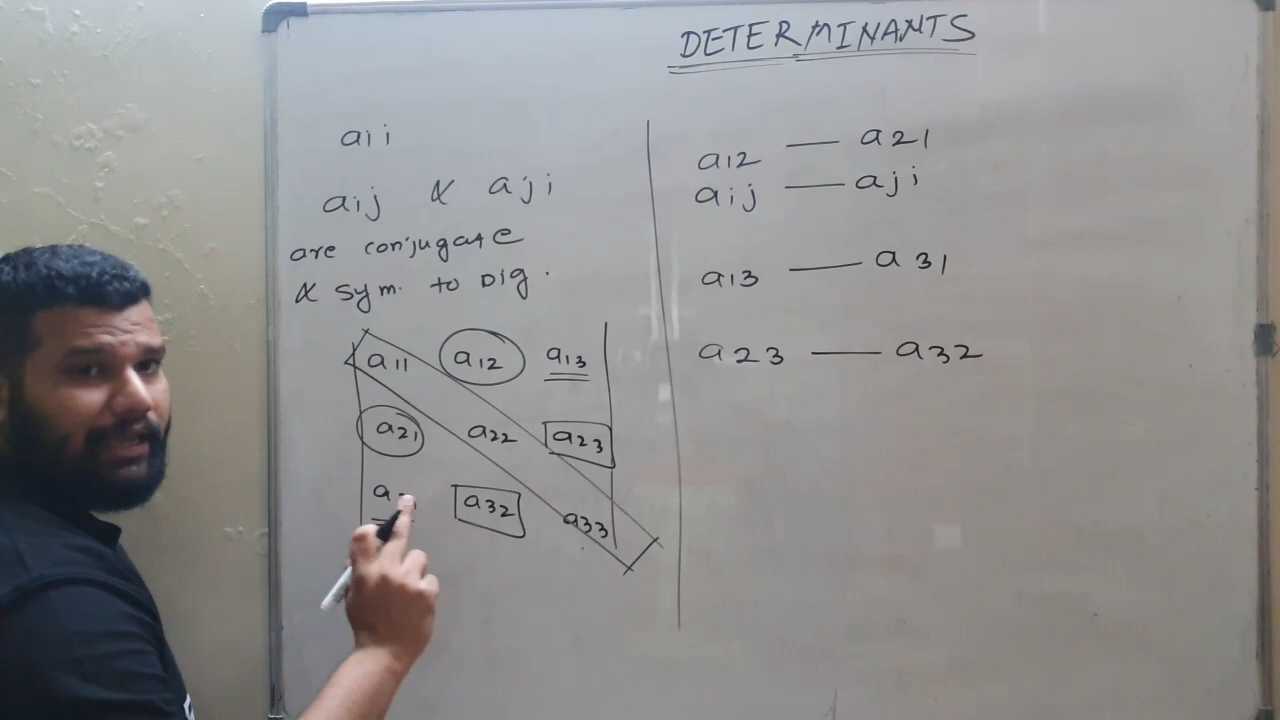 DETERMINANTS
aii
aij & aji
are conjugate
& sym. to Dig.
a11 a12 a13
a21 a22 a23
a32 a33
a12 — a21
aij — aji
a13 — a31
a23 — a32